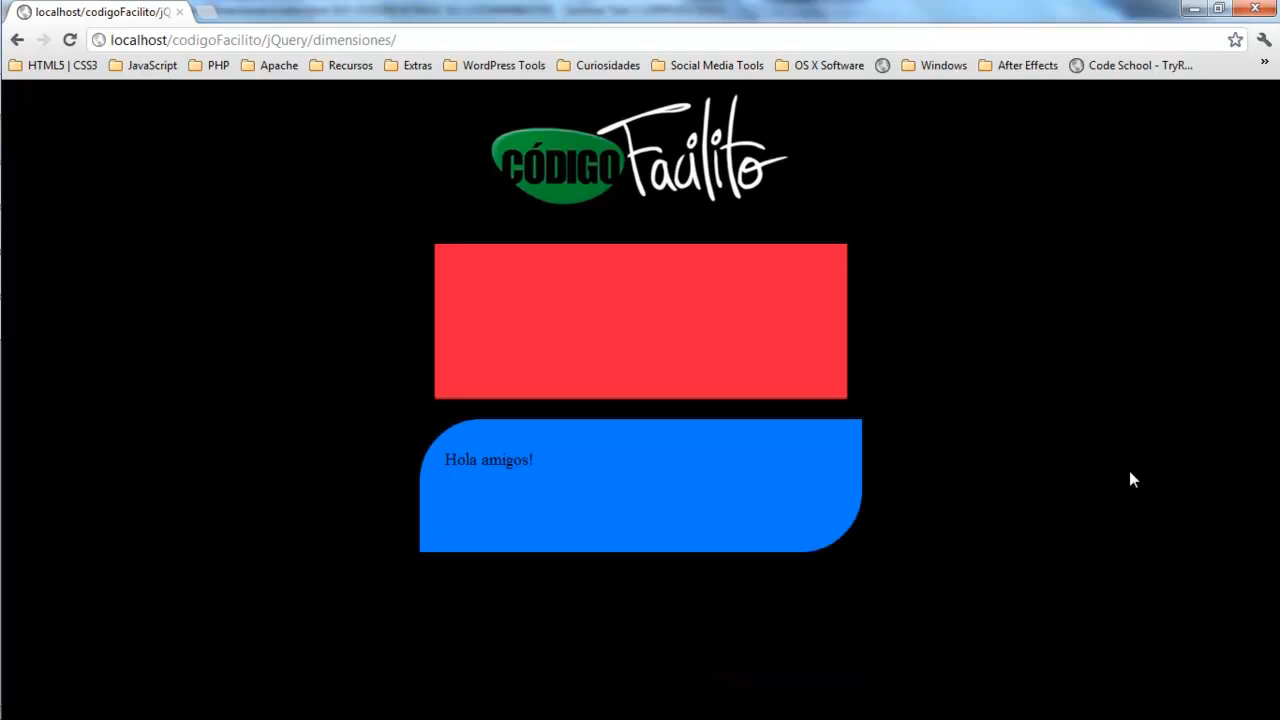 localhost/codigoFacilito/jQ
localhost/codigoFacilito/jQuery/dimensiones/
HTML5 | CSS3 JavaScript PHP Apache Recursos Extras WordPress Tools Curiosidades Social Media Tools OS X Software Windows After Effects Code School - TryR... »
CÓDIGO Facilito
Hola amigos!